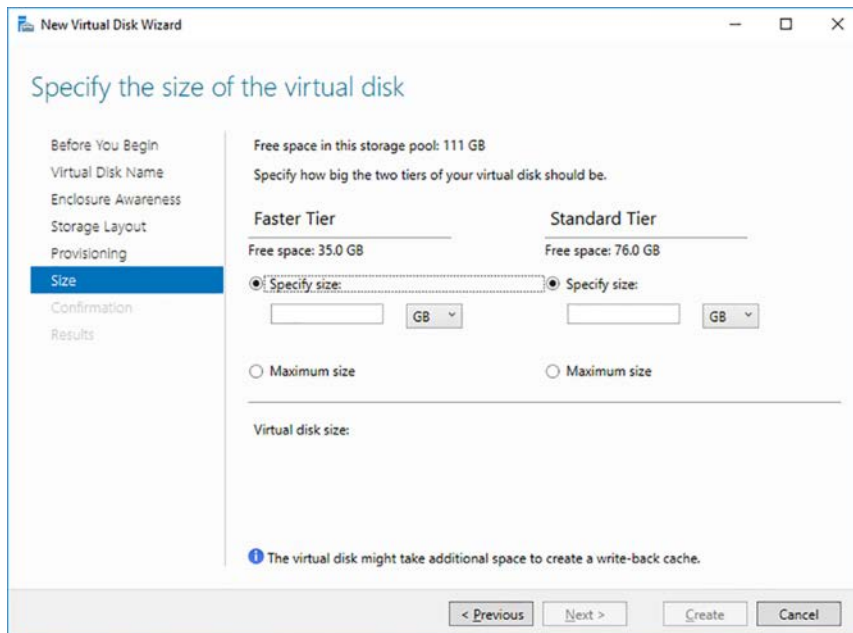 New Virtual Disk Wizard
Specify the size of the virtual disk
Before You Begin
Virtual Disk Name
Enclosure Awareness
Storage Layout
Provisioning
Size
Confirmation
Results
Free space in this storage pool: 111 GB
Specify how big the two tiers of your virtual disk should be.
Faster Tier
Free space: 35.0 GB
Specify size:
GB
Maximum size
Standard Tier
Free space: 76.0 GB
Specify size:
GB
Maximum size
Virtual disk size:
The virtual disk might take additional space to create a write-back cache.
< Previous
Next >
Create
Cancel